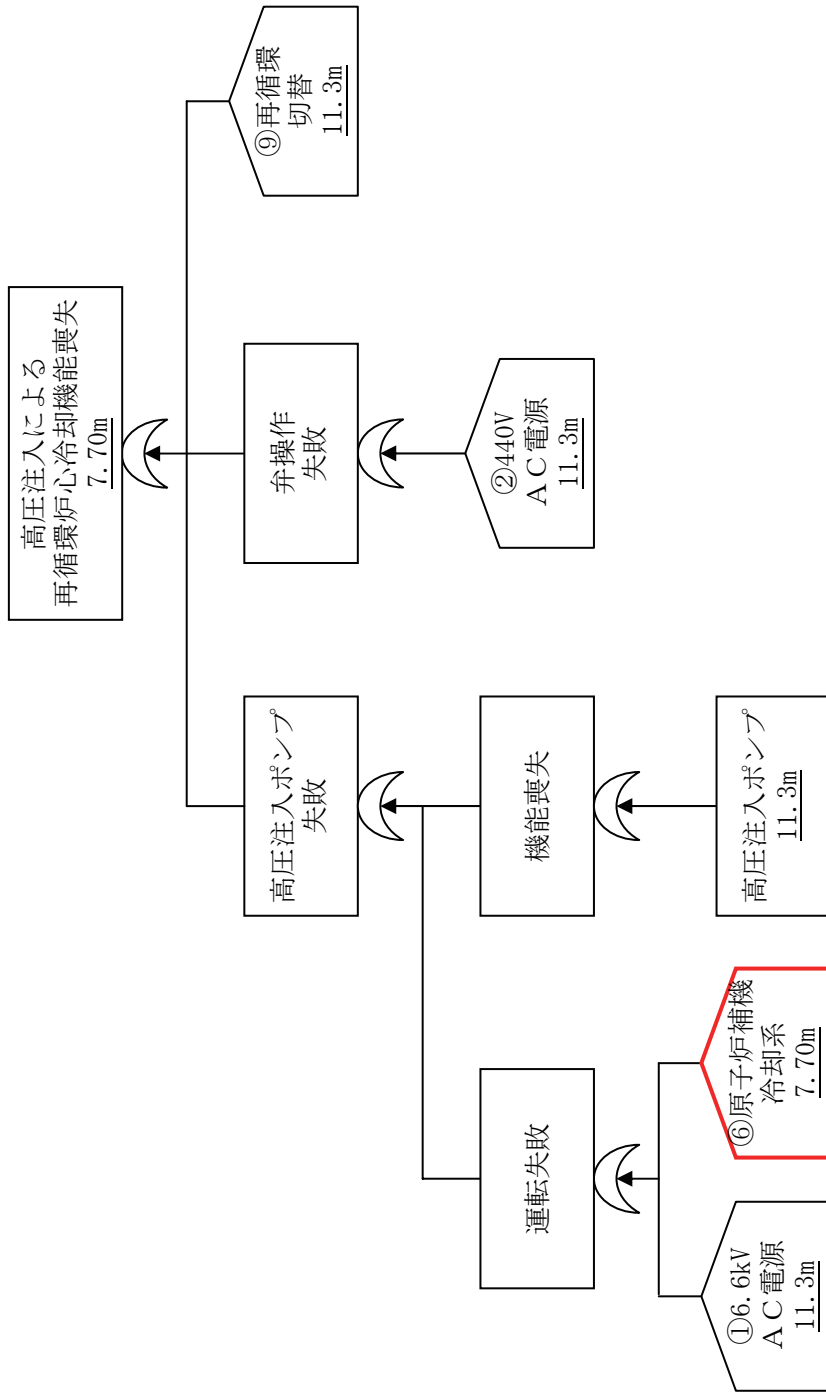 高圧注入による
再循環炉心冷却機能喪失
7.70m
高圧注入ポンプ
失敗
弁操作
失敗
⑨再循環
切替
11.3m
運転失敗
機能喪失
②440V
ＡＣ電源
11.3m
①6.6kV
ＡＣ電源
11.3m
⑥原子炉補機
冷却系
7.70m
高圧注入ポンプ
11.3m